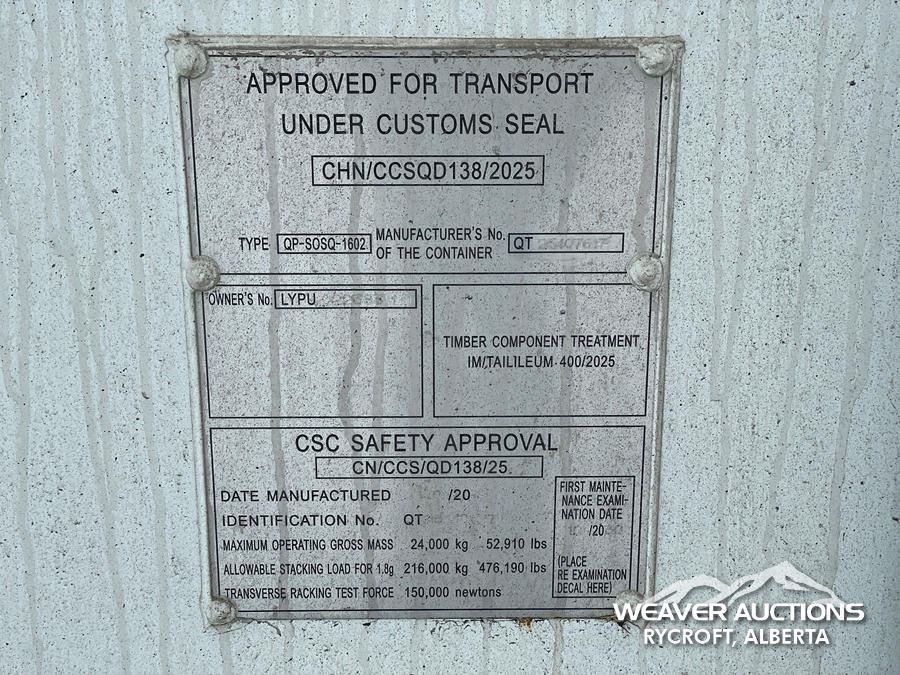 APPROVED FOR TRANSPORT
UNDER CUSTOMS SEAL
CHN/CCSQD138/2025
TYPE QP-SOSQ-1602 MANUFACTURER'S No. OF THE CONTAINER QT
OWNER'S No. LYPU
TIMBER COMPONENT TREATMENT
IM/TAILILEUM 400/2025
CSC SAFETY APPROVAL
CN/CCS/QD138/25
DATE MANUFACTURED /20
IDENTIFICATION No. QT
MAXIMUM OPERATING GROSS MASS 24,000 kg 52,910 lbs
ALLOWABLE STACKING LOAD FOR 1.8g 216,000 kg 476,190 lbs
TRANSVERSE RACKING TEST FORCE 150,000 newtons
FIRST MAINTE-
NANCE EXAMI-
NATION DATE
/20
(PLACE
RE EXAMINATION
DECAL HERE)
WEAVER AUCTIONS
RYCROFT, ALBERTA